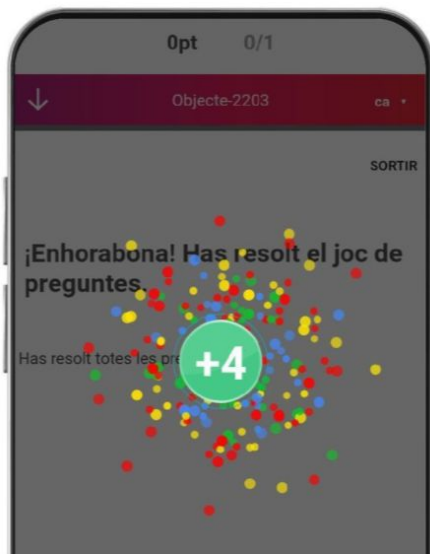 0pt 0/1
Objecte-2203 ca
SORTIR
¡Enhorabona! Has resolt el joc de
preguntes.
Has resolt totes les pre
+4